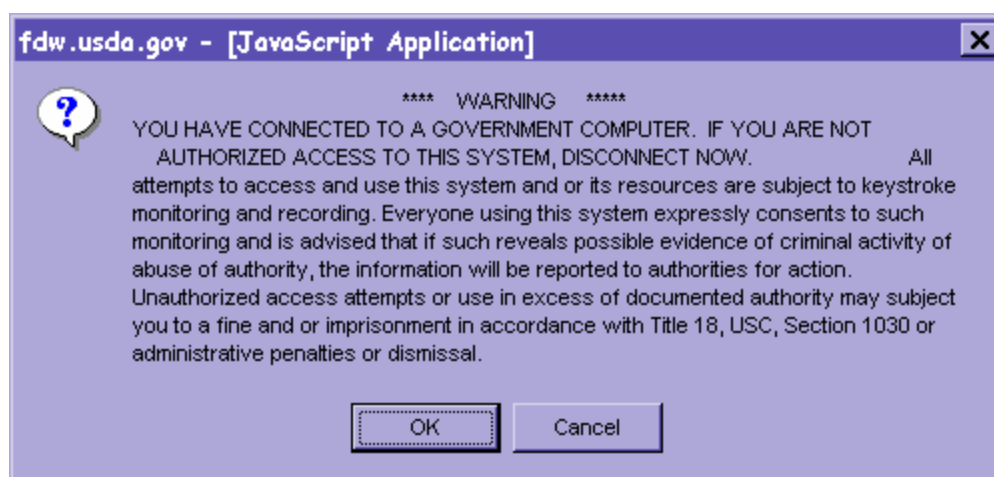 fdw.usda.gov - [JavaScript Application]
**** WARNING *****
YOU HAVE CONNECTED TO A GOVERNMENT COMPUTER. IF YOU ARE NOT
AUTHORIZED ACCESS TO THIS SYSTEM, DISCONNECT NOW. All
attempts to access and use this system and or its resources are subject to keystroke
monitoring and recording. Everyone using this system expressly consents to such
monitoring and is advised that if such reveals possible evidence of criminal activity of
abuse of authority, the information will be reported to authorities for action.
Unauthorized access attempts or use in excess of documented authority may subject
you to a fine and or imprisonment in accordance with Title 18, USC, Section 1030 or
administrative penalties or dismissal.
OK Cancel